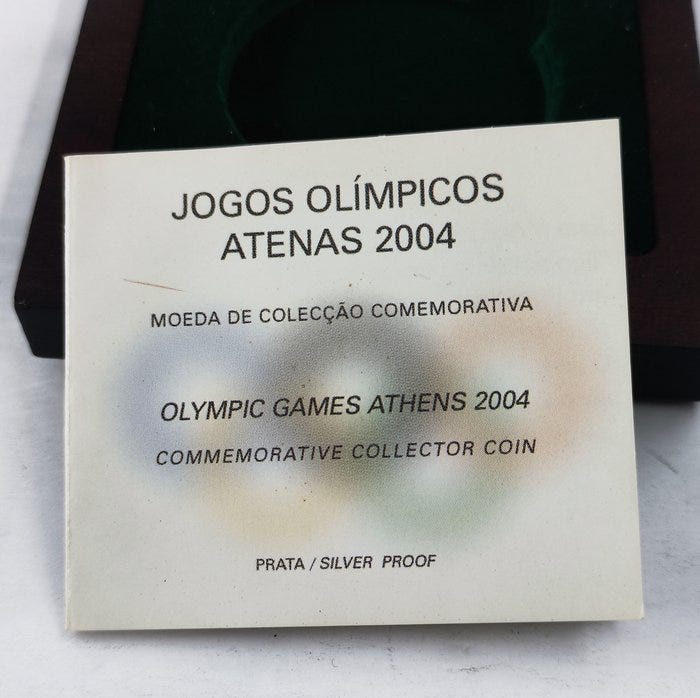 JOGOS OLÍMPICOS
ATENAS 2004
MOEDA DE COLECÇÃO COMEMORATIVA
OLYMPIC GAMES ATHENS 2004
COMMEMORATIVE COLLECTOR COIN
PRATA / SILVER PROOF